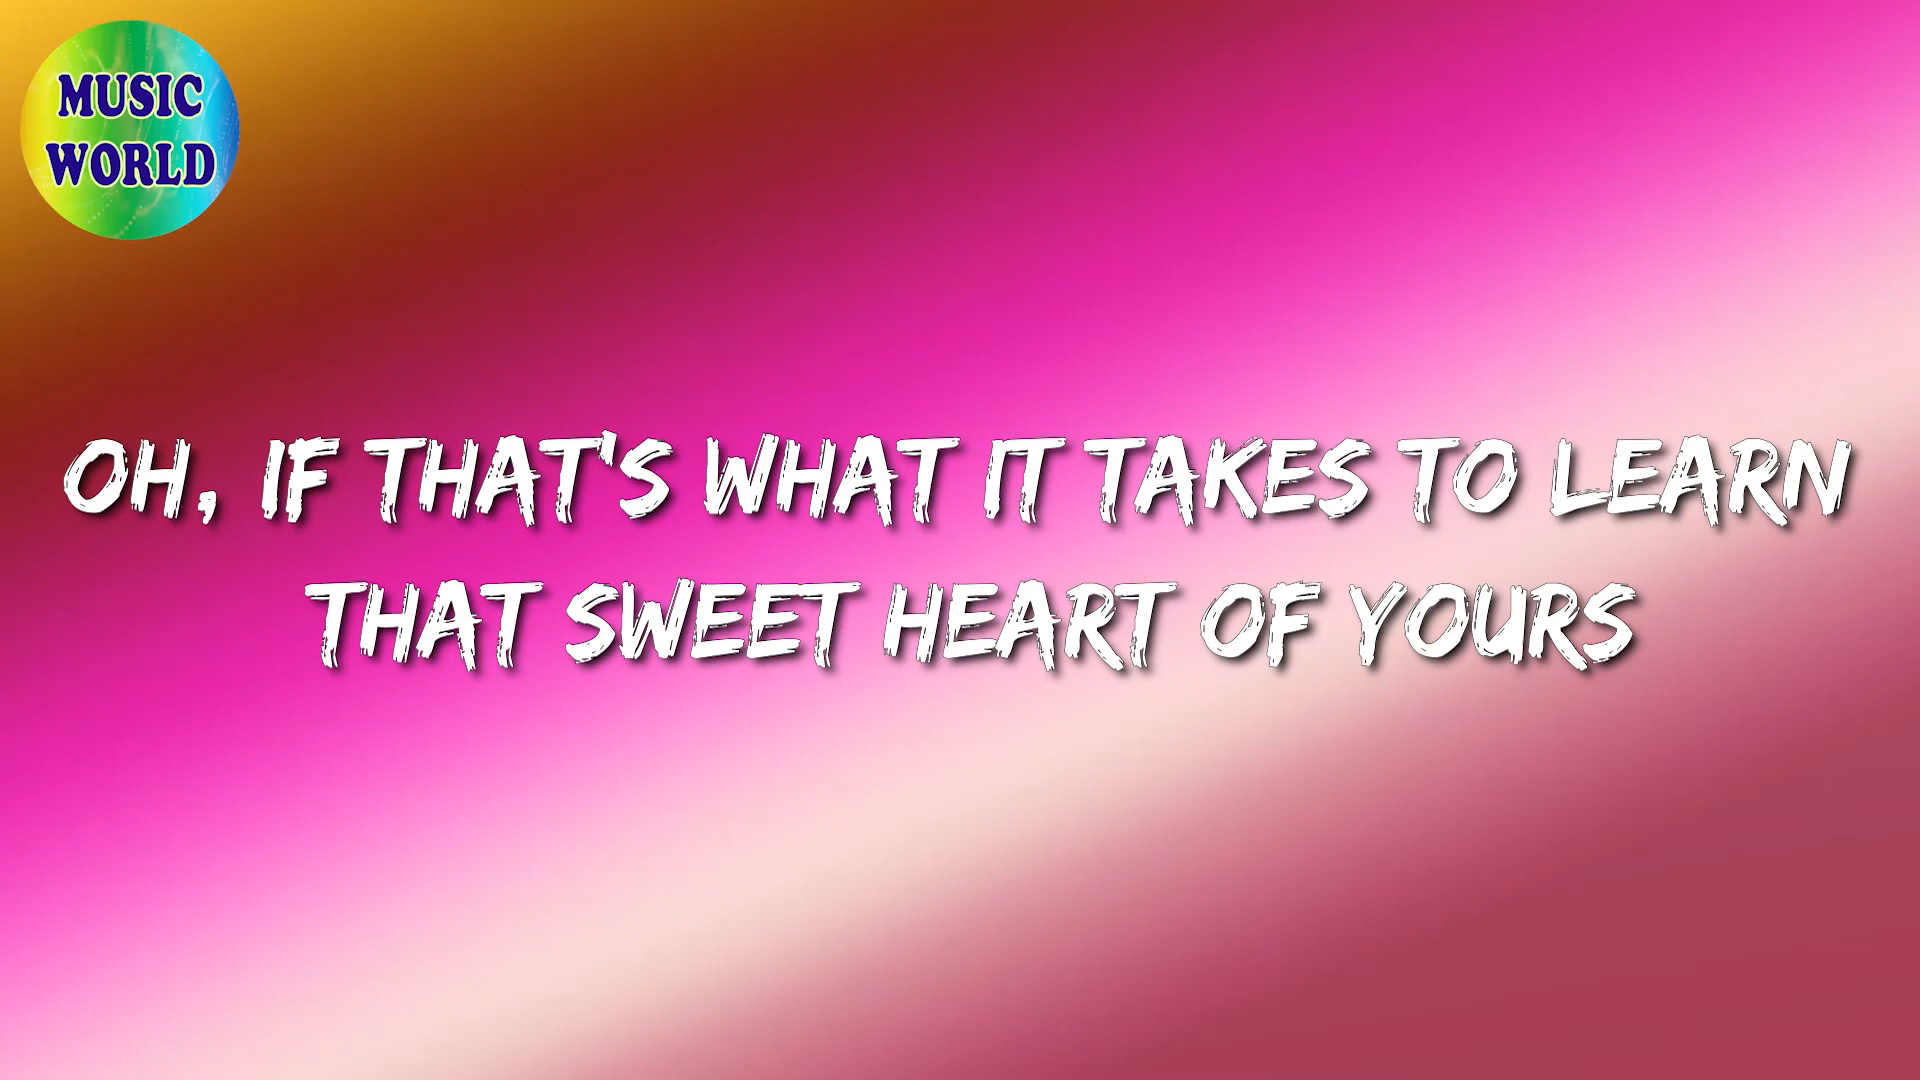 MUSIC
WORLD
OH, IF THAT'S WHAT IT TAKES TO LEARN
THAT SWEET HEART OF YOURS